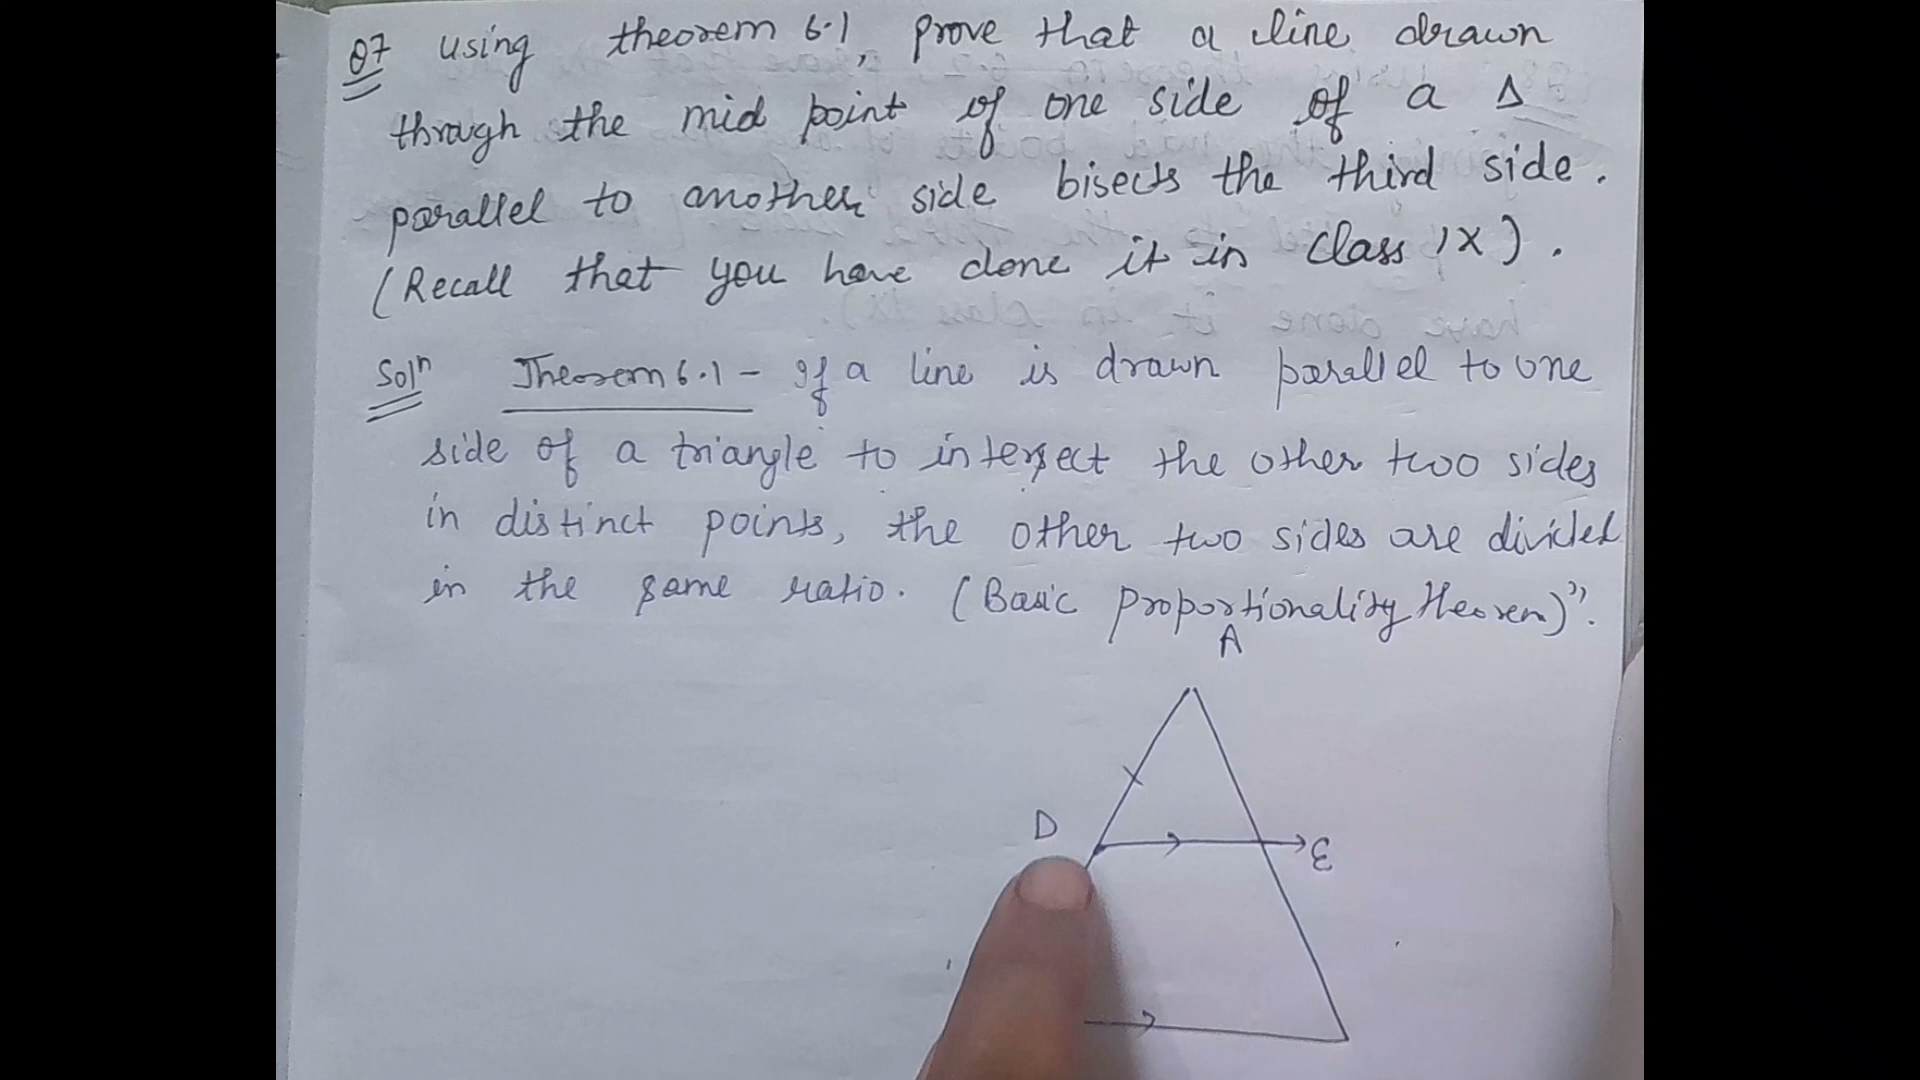 Q7 using theorem 6.1, prove that a line drawn
through the mid point of one side of a Δ
parallel to another side bisects the third side.
(Recall that you have done it in class IX).
Soln Theorem 6.1 - If a line is drawn parallel to one
side of a triangle to intersect the other two sides
in distinct points, the other two sides are divided
in the same ratio. (Basic proportionality theorem)".
A
D
E